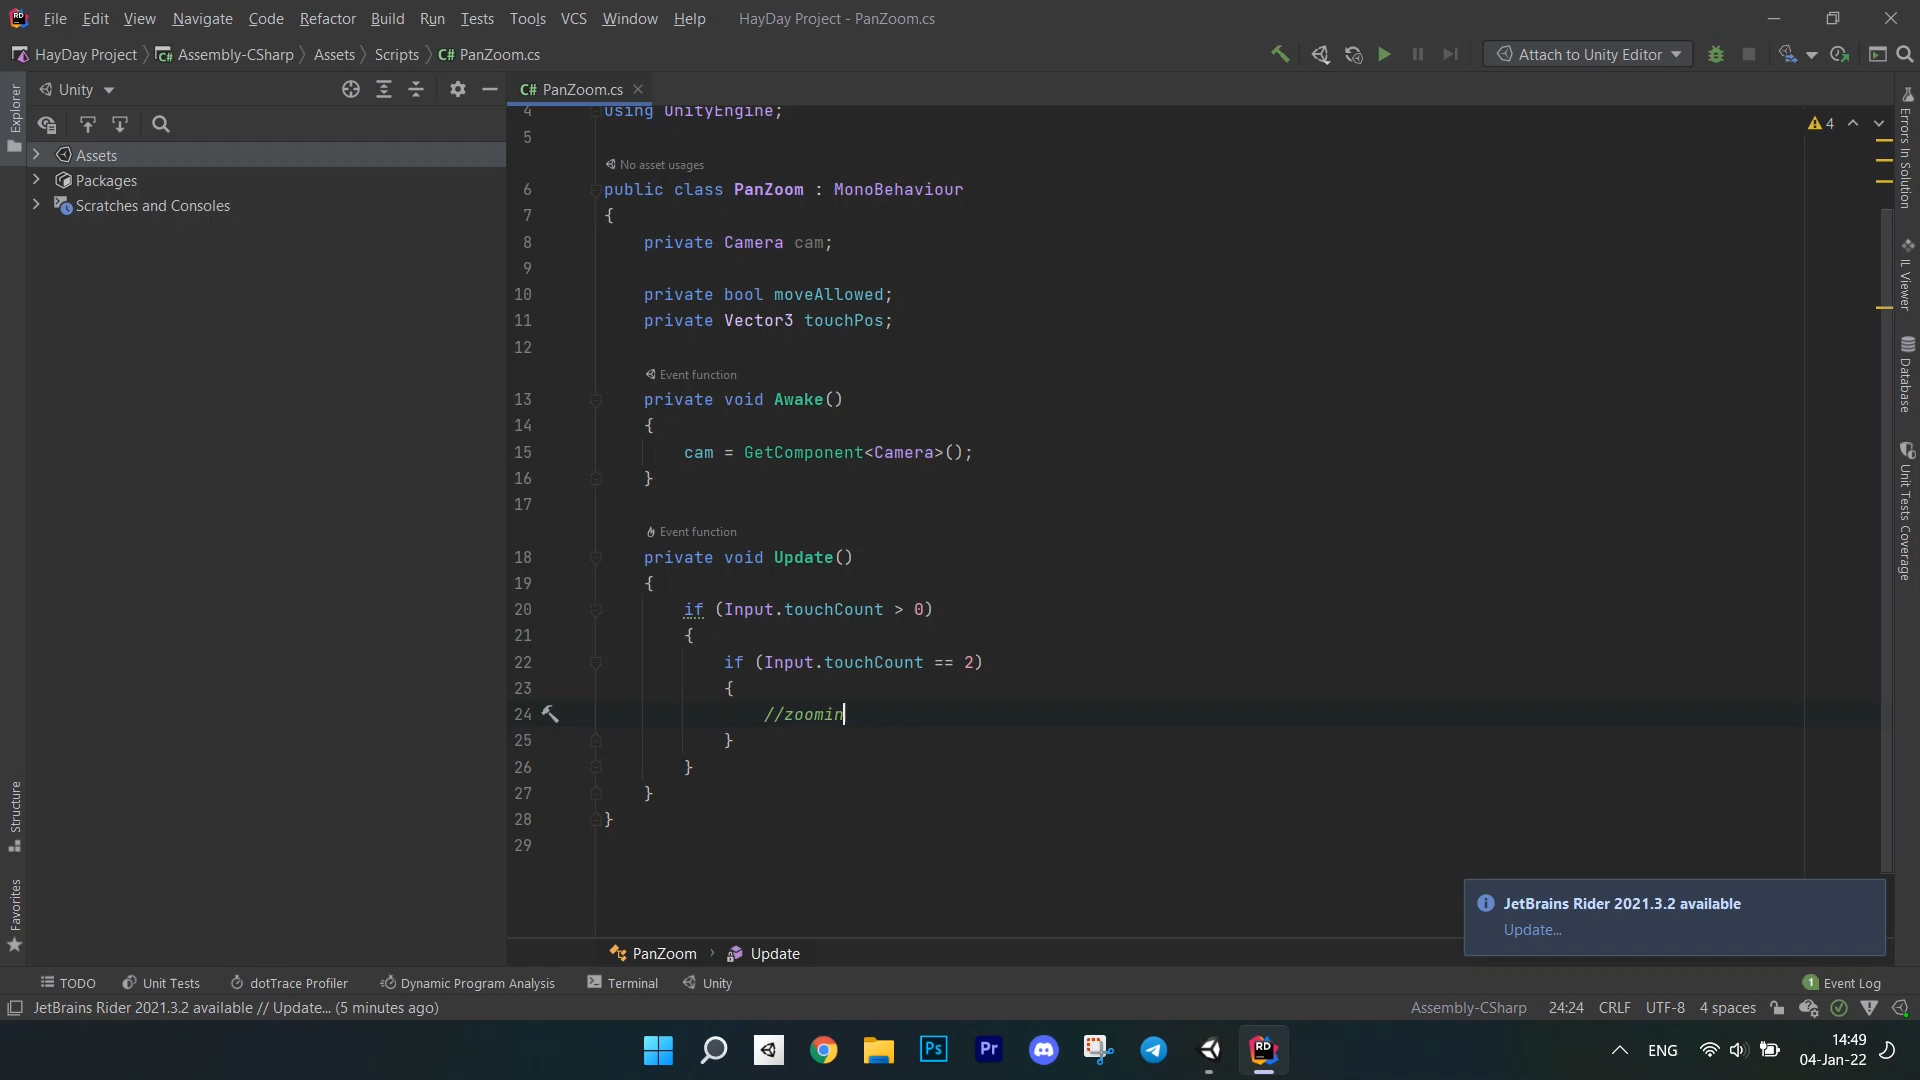 File Edit View Navigate Code Refactor Build Run Tests Tools VCS Window Help HayDay Project - PanZoom.cs
HayDay Project Assembly-CSharp Assets Scripts C# PanZoom.cs Attach to Unity Editor
Explorer
Unity
C# PanZoom.cs
Assets
Packages
Scratches and Consoles
4 using UnityEngine;
5
No asset usages
6 public class PanZoom : MonoBehaviour
7 {
8 private Camera cam;
9
10 private bool moveAllowed;
11 private Vector3 touchPos;
12
Event function
13 private void Awake()
14 {
15 cam = GetComponent<Camera>();
16 }
17
Event function
18 private void Update()
19 {
20 if (Input.touchCount > 0)
21 {
22 if (Input.touchCount == 2)
23 {
24 //zoomin
25 }
26 }
27 }
28 }
29
4
Errors In Solution
IL Viewer
Database
Unit Tests Coverage
Structure
Favorites
JetBrains Rider 2021.3.2 available
Update...
PanZoom Update
TODO Unit Tests dotTrace Profiler Dynamic Program Analysis Terminal Unity 1 Event Log
JetBrains Rider 2021.3.2 available // Update... (5 minutes ago) Assembly-CSharp 24:24 CRLF UTF-8 4 spaces
Ps Pr RD
ENG
14:49
04-Jan-22